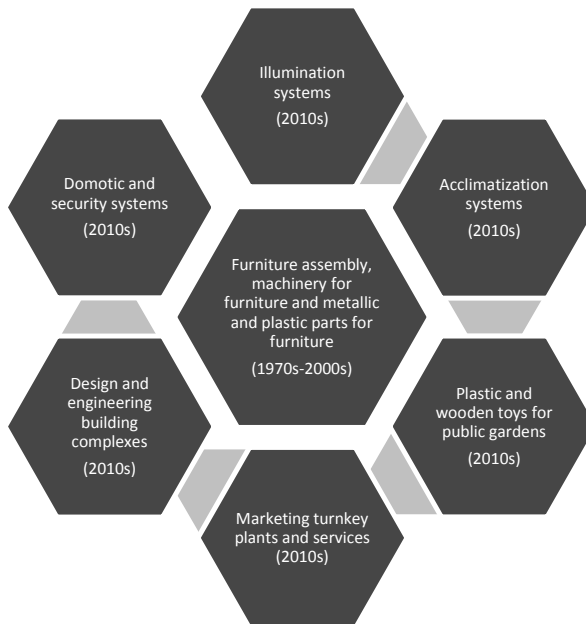 Illumination
systems
(2010s)
Domotic and
security systems
(2010s)
Acclimatization
systems
(2010s)
Furniture assembly,
machinery for
furniture and metallic
and plastic parts for
furniture
(1970s-2000s)
Design and
engineering
building
complexes
(2010s)
Plastic and
wooden toys for
public gardens
(2010s)
Marketing turnkey
plants and services
(2010s)